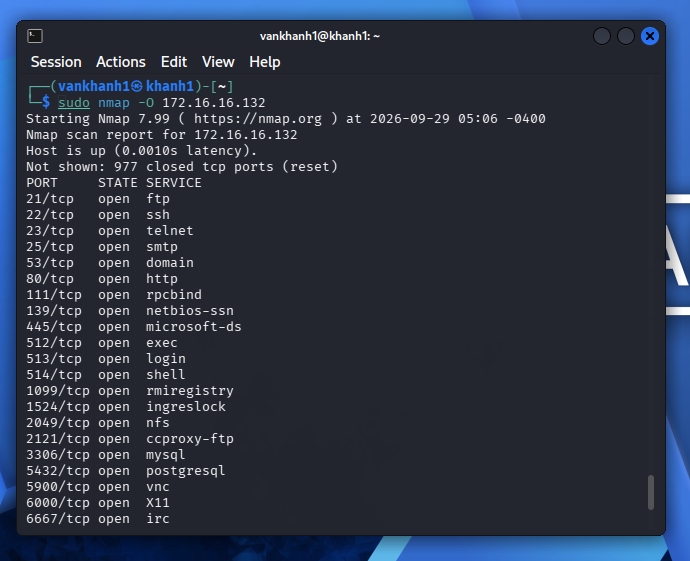 vankhanh1@khanh1: ~
Session Actions Edit View Help
┌──(vankhanh1㉿khanh1)-[~]
└─$ sudo nmap -O 172.16.16.132
Starting Nmap 7.99 ( https://nmap.org ) at 2026-09-29 05:06 -0400
Nmap scan report for 172.16.16.132
Host is up (0.0010s latency).
Not shown: 977 closed tcp ports (reset)
PORT     STATE SERVICE
21/tcp   open  ftp
22/tcp   open  ssh
23/tcp   open  telnet
25/tcp   open  smtp
53/tcp   open  domain
80/tcp   open  http
111/tcp  open  rpcbind
139/tcp  open  netbios-ssn
445/tcp  open  microsoft-ds
512/tcp  open  exec
513/tcp  open  login
514/tcp  open  shell
1099/tcp open  rmiregistry
1524/tcp open  ingreslock
2049/tcp open  nfs
2121/tcp open  ccproxy-ftp
3306/tcp open  mysql
5432/tcp open  postgresql
5900/tcp open  vnc
6000/tcp open  X11
6667/tcp open  irc